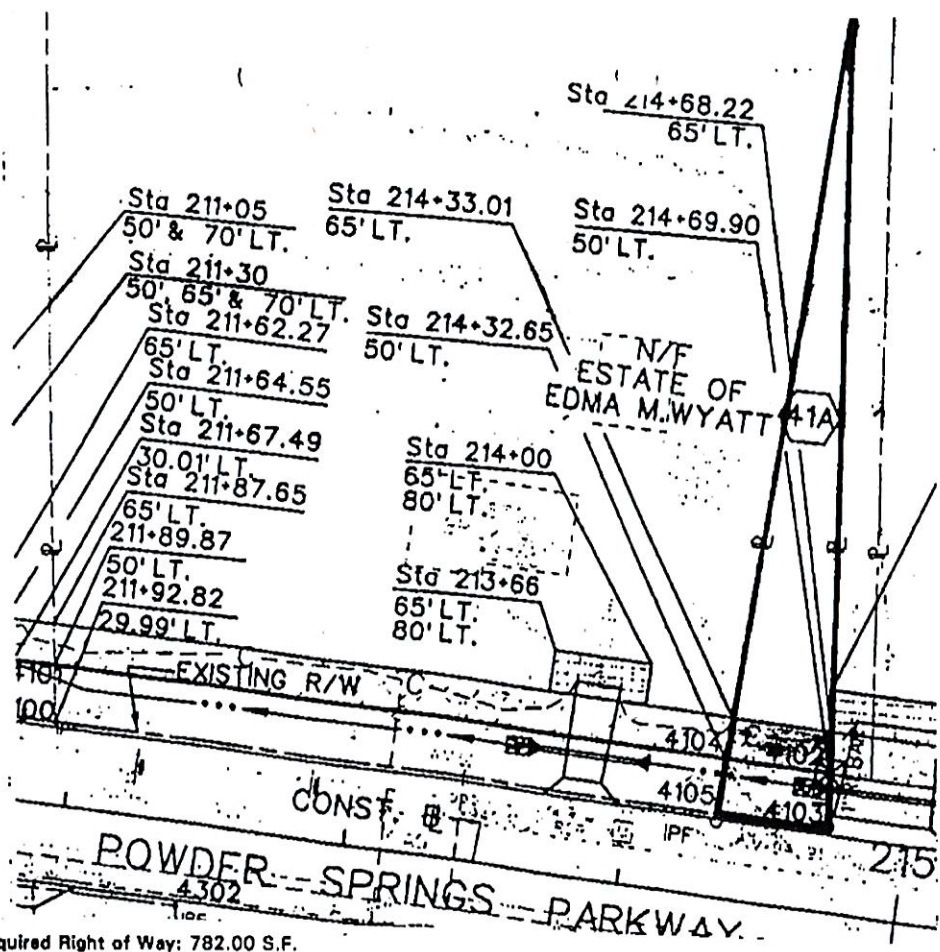 Sta 214+68.22
65' LT.
Sta 211+05
50' & 70' LT.
Sta 214+33.01
65' LT.
Sta 214+69.90
50' LT.
Sta 211+30
50', 65' & 70' LT.
Sta 211+62.27
65' LT.
Sta 214+32.65
50' LT.
N/F
ESTATE OF
EDMA M. WYATT
41A
Sta 211+64.55
50' LT.
Sta 211+67.49
30.01' LT.
Sta 214+00
65' LT.
80' LT.
Sta 211+87.65
65' LT.
211+89.87
50' LT.
Sta 213+66
65' LT.
80' LT.
211+92.82
29.99' LT.
EXISTING R/W
C
4104
4102
4105
4103
CONST.
IPF
215
POWDER SPRINGS PARKWAY
4302
quired Right of Way: 782.00 S.F.